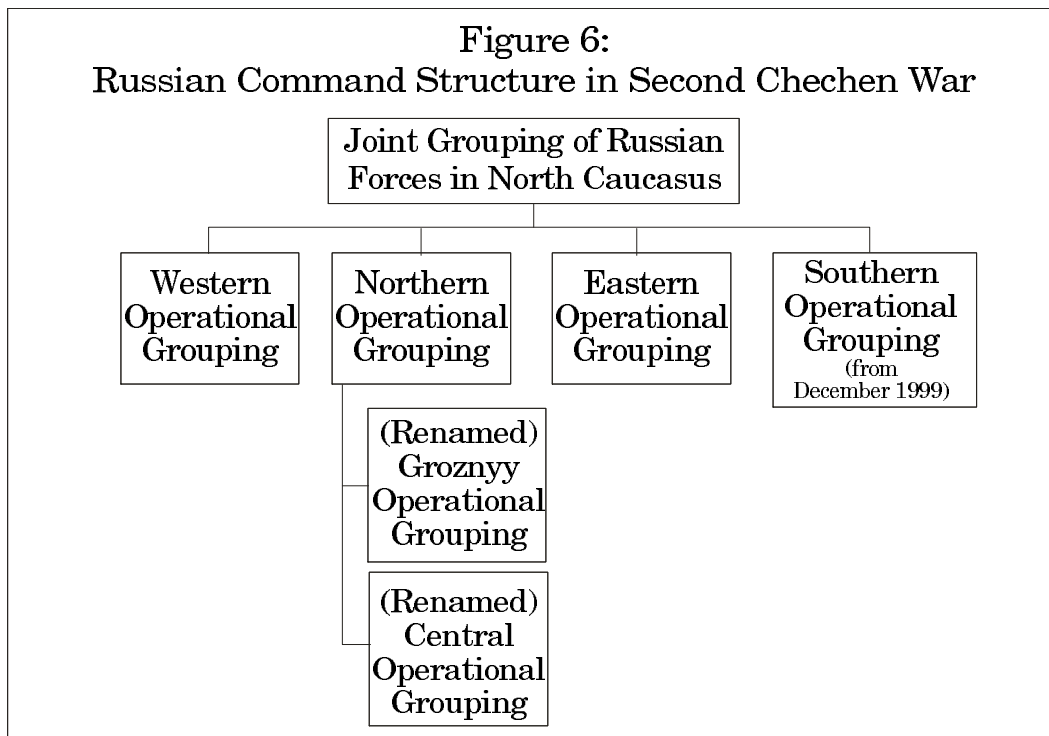 Figure 6:
Russian Command Structure in Second Chechen War
Joint Grouping of Russian
Forces in North Caucasus
Western
Operational
Grouping
Northern
Operational
Grouping
Eastern
Operational
Grouping
Southern
Operational
Grouping
(from
December 1999)
(Renamed)
Groznyy
Operational
Grouping
(Renamed)
Central
Operational
Grouping